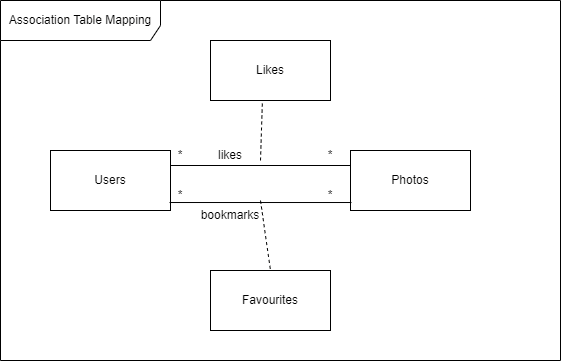 Association Table Mapping
Likes
* likes *
Users
Photos
* *
bookmarks
Favourites